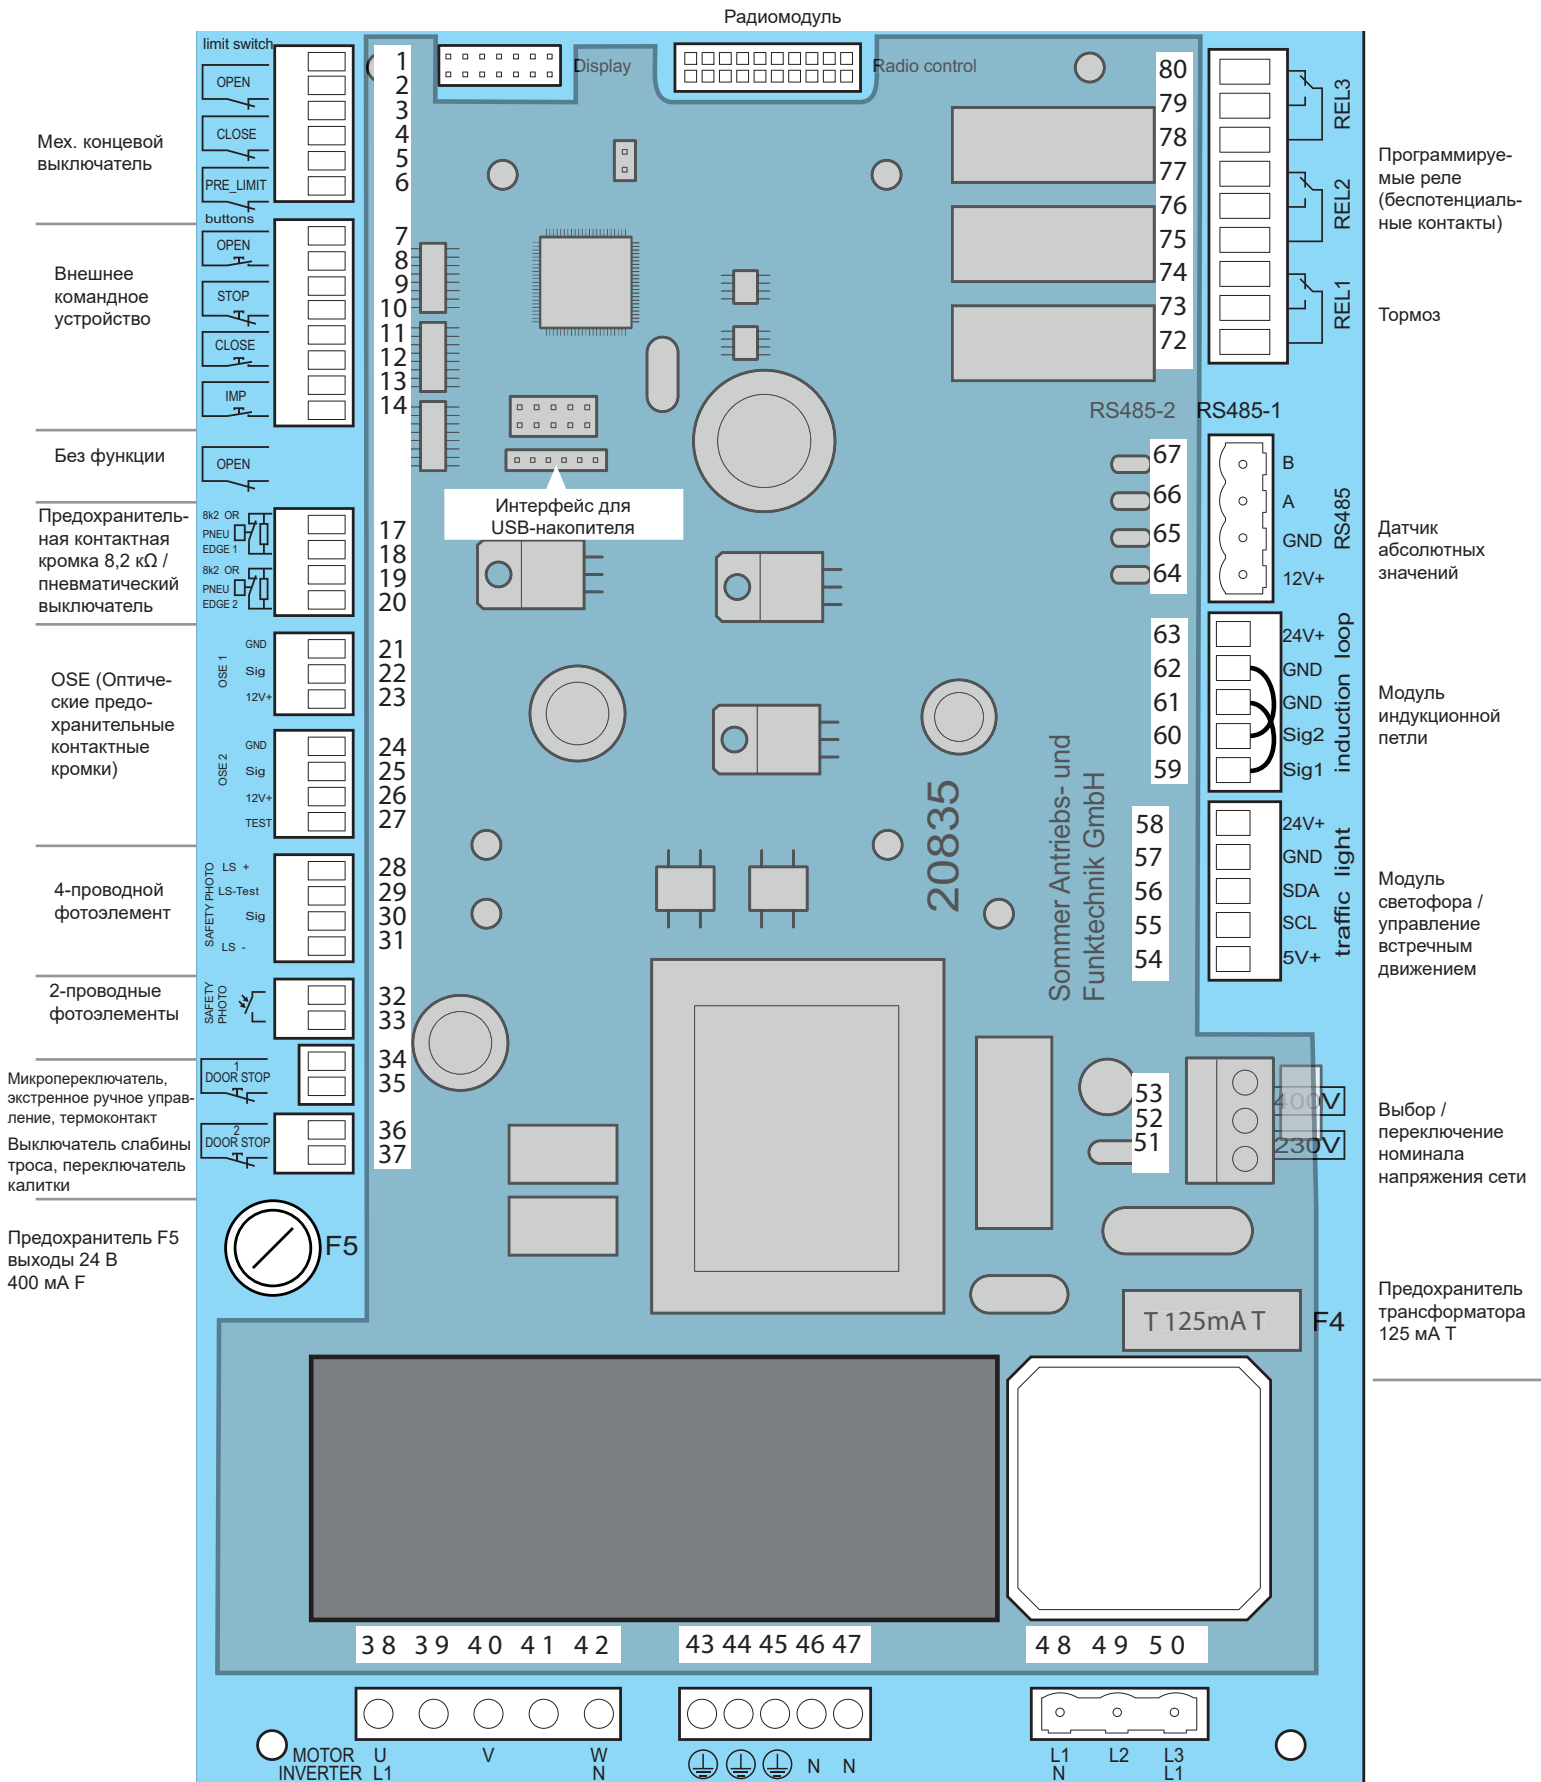 Радиомодуль
limit switch
OPEN
CLOSE
PRE_LIMIT
Мех. концевой
выключатель
buttons
OPEN
STOP
CLOSE
IMP
Внешнее
командное
устройство
Без функции
OPEN
Предохранитель-
ная контактная
кромка 8,2 кΩ /
пневматический
выключатель
8k2 OR
PNEU
EDGE 1
8k2 OR
PNEU
EDGE 2
OSE (Оптиче-
ские предо-
хранительные
контактные
кромки)
OSE 1
GND
Sig
12V+
OSE 2
GND
Sig
12V+
TEST
4-проводной
фотоэлемент
SAFETY PHOTO
LS +
LS-Test
Sig
LS -
2-проводные
фотоэлементы
SAFETY
PHOTO
Микропереключатель,
экстренное ручное управ-
ление, термоконтакт
1
DOOR STOP
Выключатель слабины
троса, переключатель
калитки
2
DOOR STOP
Предохранитель F5
выходы 24 В
400 мА F
F5
1
2
3
4
5
6
7
8
9
10
11
12
13
14
17
18
19
20
21
22
23
24
25
26
27
28
29
30
31
32
33
34
35
36
37
Display
Radio control
Интерфейс для
USB-накопителя
20835
Sommer Antriebs- und
Funktechnik GmbH
80
79
78
77
76
75
74
73
72
REL3
REL2
REL1
Программируе-
мые реле
(беспотенциаль-
ные контакты)
Тормоз
RS485-2 RS485-1
67
66
65
64
B
A
GND
12V+
RS485
Датчик
абсолютных
значений
63
62
61
60
59
24V+
GND
GND
Sig2
Sig1
induction loop
Модуль
индукционной
петли
58
57
56
55
54
24V+
GND
SDA
SCL
5V+
traffic light
Модуль
светофора /
управление
встречным
движением
53
52
51
400V
230V
Выбор /
переключение
номинала
напряжения сети
T 125mA T
F4
Предохранитель
трансформатора
125 мА T
38 39 40 41 42
43 44 45 46 47
48 49 50
MOTOR U V W
INVERTER L1 N
N N
L1 L2 L3
N L1